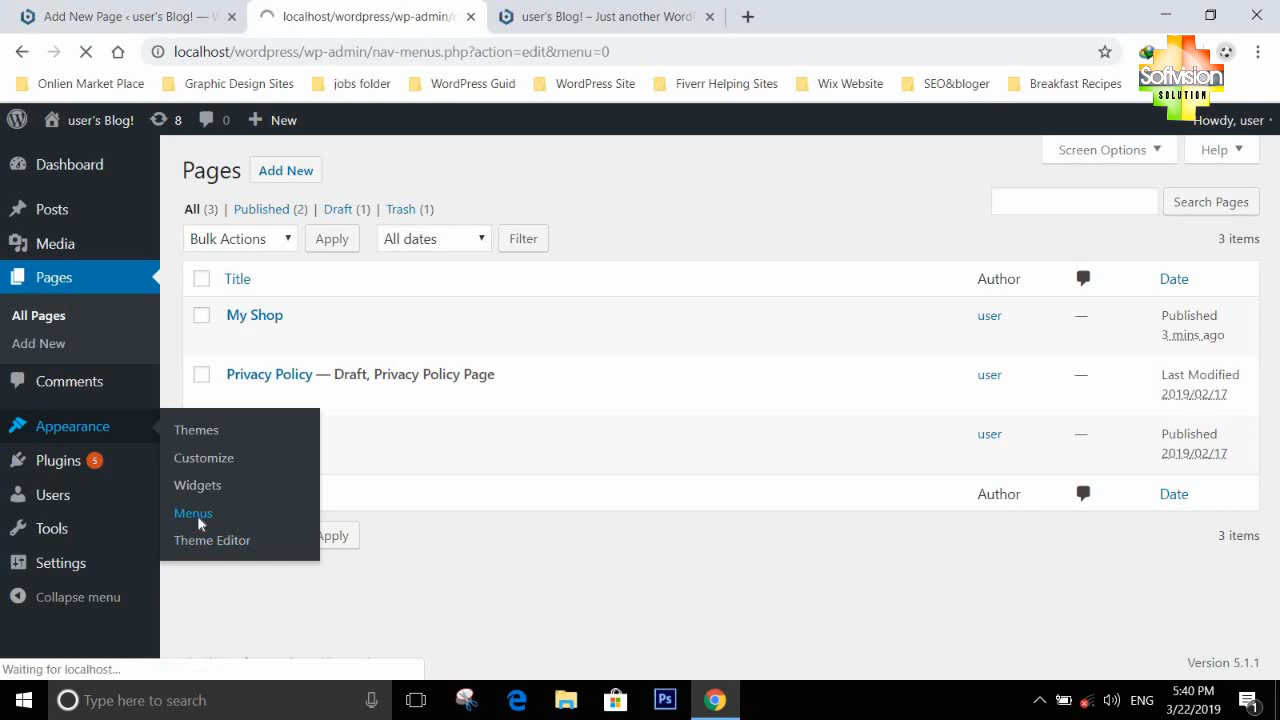 Add New Page ‹ user's Blog! — W
localhost/wordpress/wp-admin/n
user's Blog! – Just another Wor
localhost/wordpress/wp-admin/nav-menus.php?action=edit&menu=0
Onlien Market Place
Graphic Design Sites
jobs folder
WordPress Guid
WordPress Site
Fiverr Helping Sites
Wix Website
SEO&bloger
Breakfast Recipes
Softvision
SOLUTION
user's Blog!
8
0
New
Howdy, user
Dashboard
Posts
Media
Pages
All Pages
Add New
Comments
Appearance
Plugins 5
Users
Tools
Settings
Collapse menu
Themes
Customize
Widgets
Menus
Theme Editor
Screen Options
Help
Pages
Add New
All (3) | Published (2) | Draft (1) | Trash (1)
Search Pages
Bulk Actions
Apply
All dates
Filter
3 items
Title
Author
Date
My Shop
user
—
Published
3 mins ago
Privacy Policy — Draft, Privacy Policy Page
user
—
Last Modified
2019/02/17
user
—
Published
2019/02/17
Author
Date
Apply
3 items
Version 5.1.1
Waiting for localhost...
Type here to search
Ps
ENG
5:40 PM
3/22/2019
1